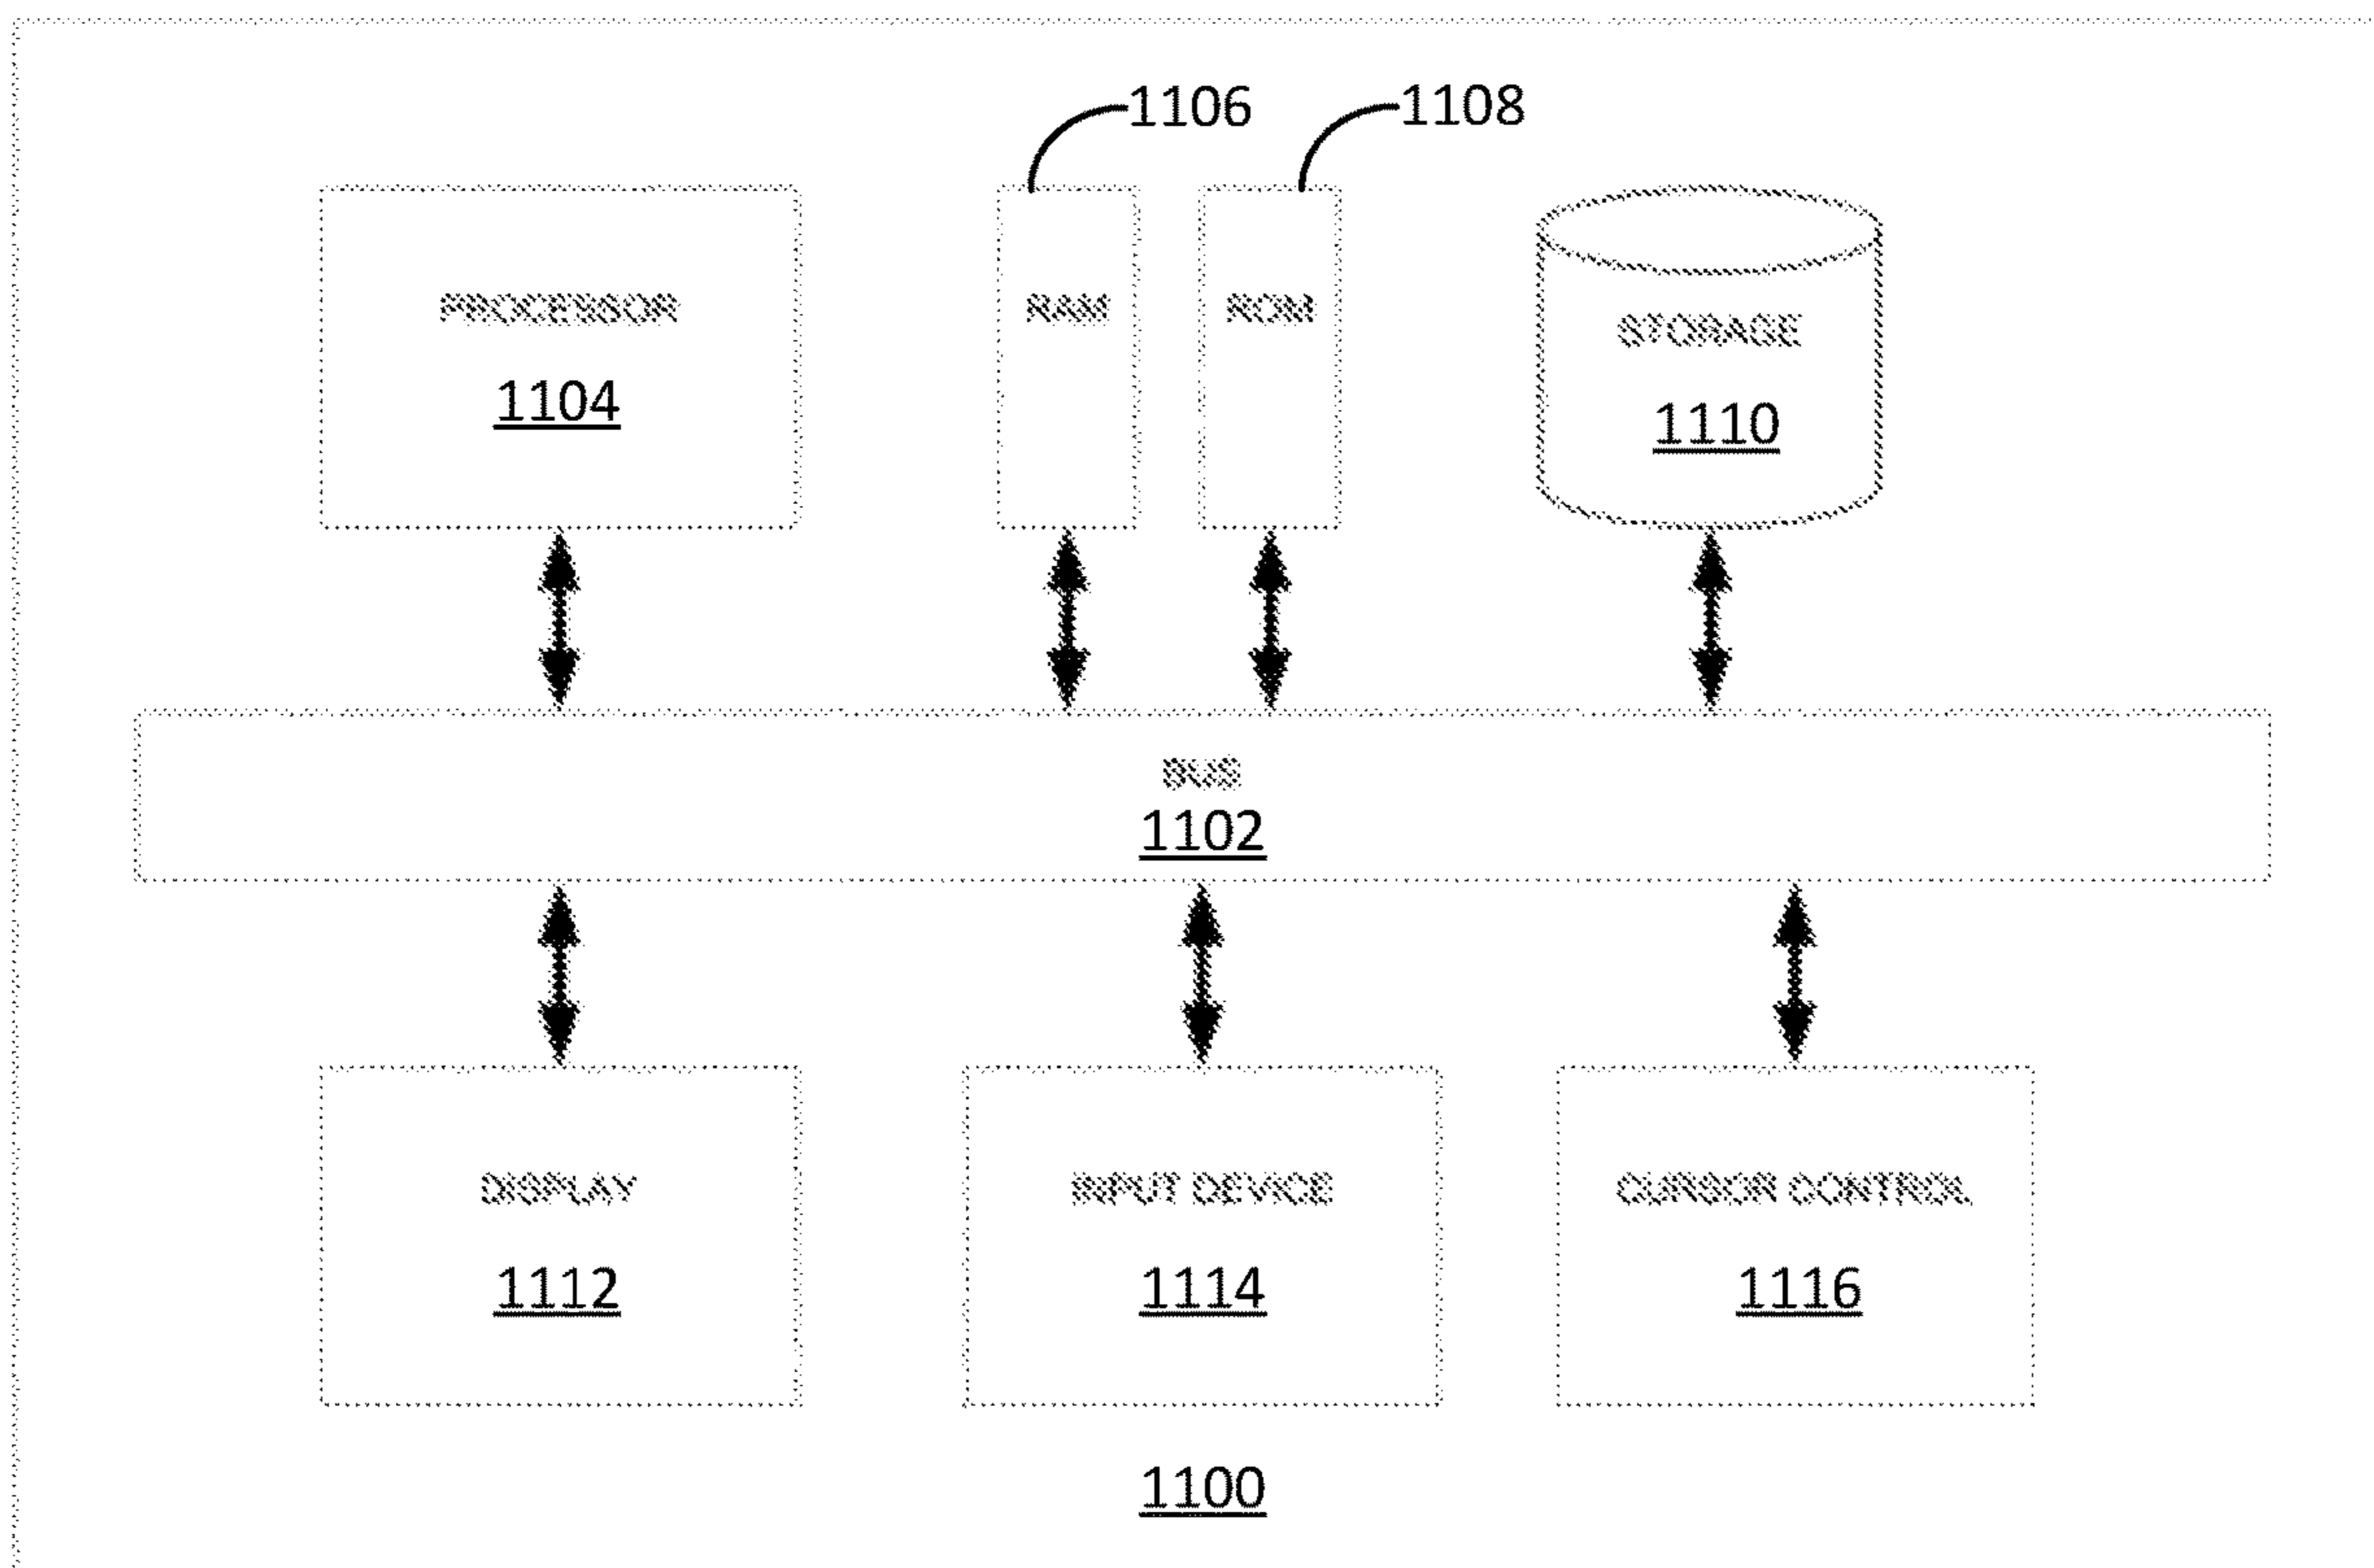 1106
1108
PROCESSOR
1104
RAM
ROM
STORAGE
1110
BUS
1102
DISPLAY
1112
INPUT DEVICE
1114
CURSOR CONTROL
1116
1100